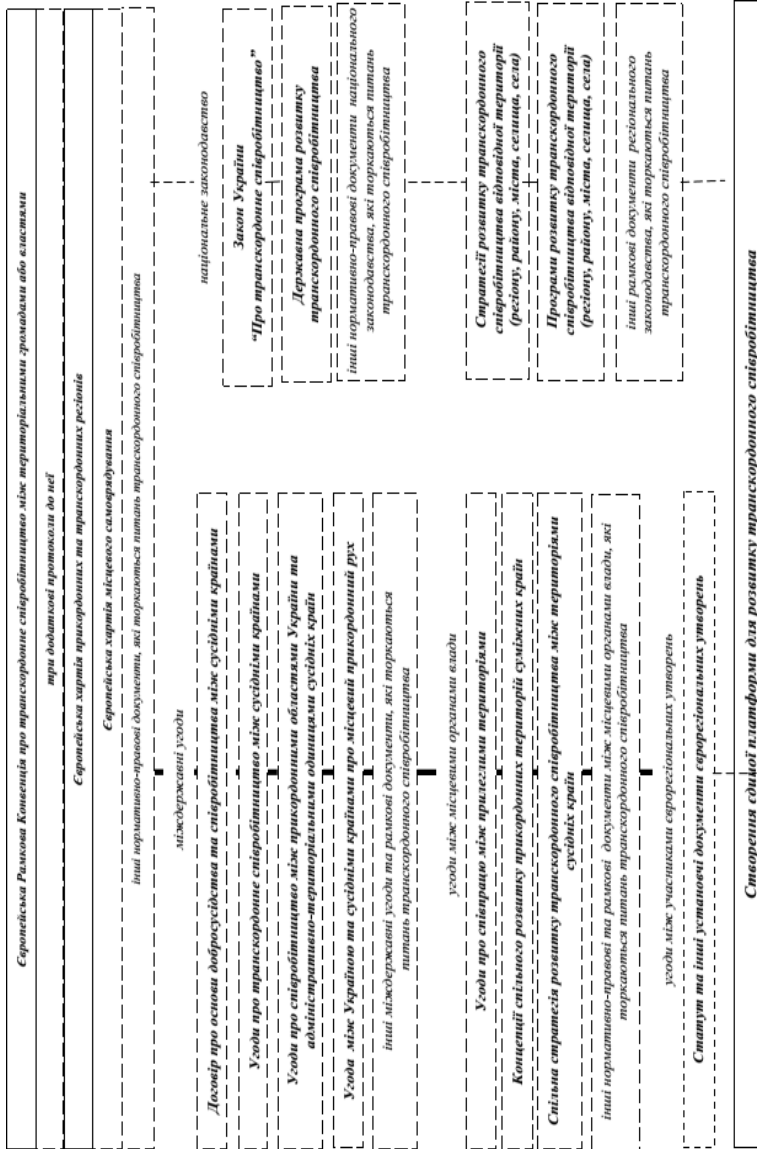 Європейська Рамкова Конвенція про транскордонне співробітництво між територіальними громадами або властями
три додаткові протоколи до неї
Європейська хартія прикордонних та транскордонних регіонів
Європейська хартія місцевого самоврядування
інші нормативно-правові документи, які торкаються питань транскордонного співробітництва
міждержавні угоди
Договір про основи добросусідства та співробітництва між сусідніми країнами
Угоди про транскордонне співробітництво між сусідніми країнами
Угоди про співробітництво між прикордонними областями України та
адміністративно-територіальними одиницями сусідніх країн
Угода між Україною та сусідніми країнами про місцевий прикордонний рух
інші міждержавні угоди та рамкові документи, які торкаються
питань транскордонного співробітництва
угоди між місцевими органами влади
Угоди про співпрацю між прилеглими територіями
Концепції спільного розвитку прикордонних територій суміжних країн
Спільна стратегія розвитку транскордонного співробітництва між територіями
сусідніх країн
інші нормативно-правові та рамкові документи між місцевими органами влади, які
торкаються питань транскордонного співробітництва
угоди між учасниками єврорегіональних утворень
Статут та інші установчі документи єврорегіональних утворень
національне законодавство
Закон України
“Про транскордонне співробітництво”
Державна програма розвитку
транскордонного співробітництва
інші нормативно-правові документи національного
законодавства, які торкаються питань
транскордонного співробітництва
Стратегії розвитку транскордонного
співробітництва відповідної території
(регіону, району, міста, селища, села)
Програми розвитку транскордонного
співробітництва відповідної території
(регіону, району, міста, селища, села)
інші рамкові документи регіонального
законодавства, які торкаються питань
транскордонного співробітництва
Створення єдиної платформи для розвитку транскордонного співробітництва